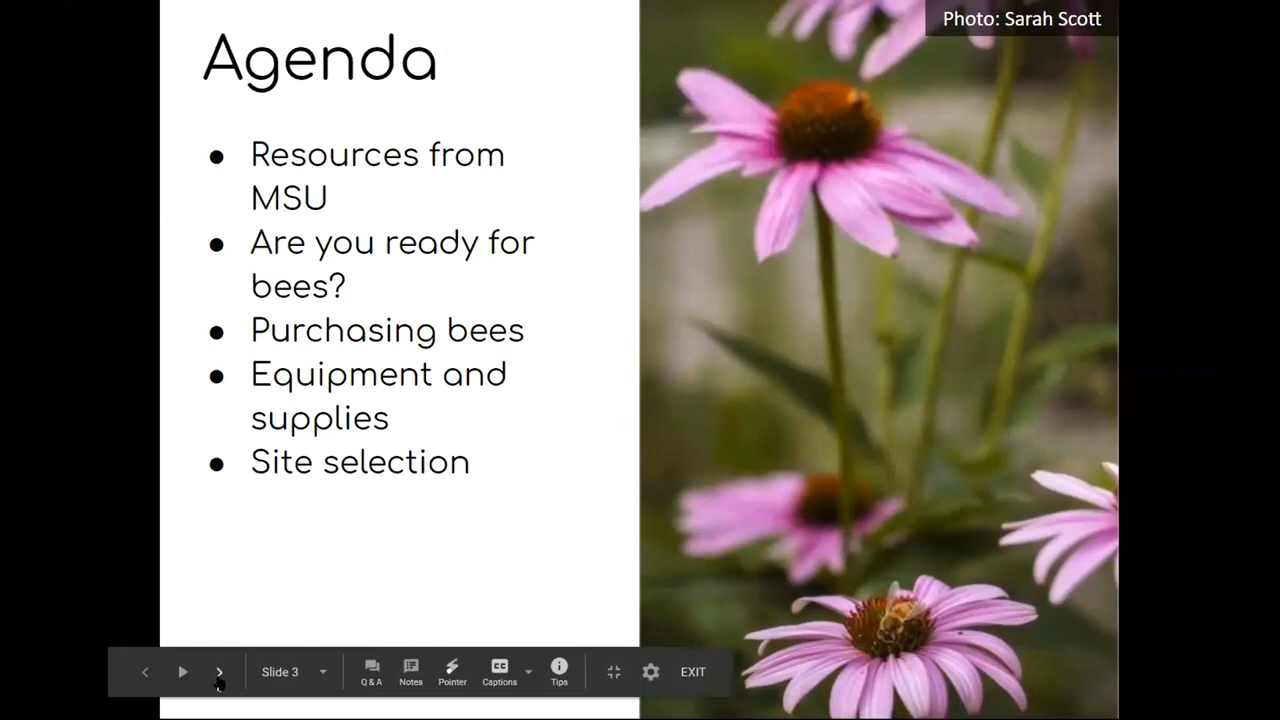 Photo: Sarah Scott
Agenda
● Resources from
MSU
● Are you ready for
bees?
● Purchasing bees
● Equipment and
supplies
● Site selection
Slide 3
Q & A
Notes
Pointer
CC
Captions
Tips
EXIT